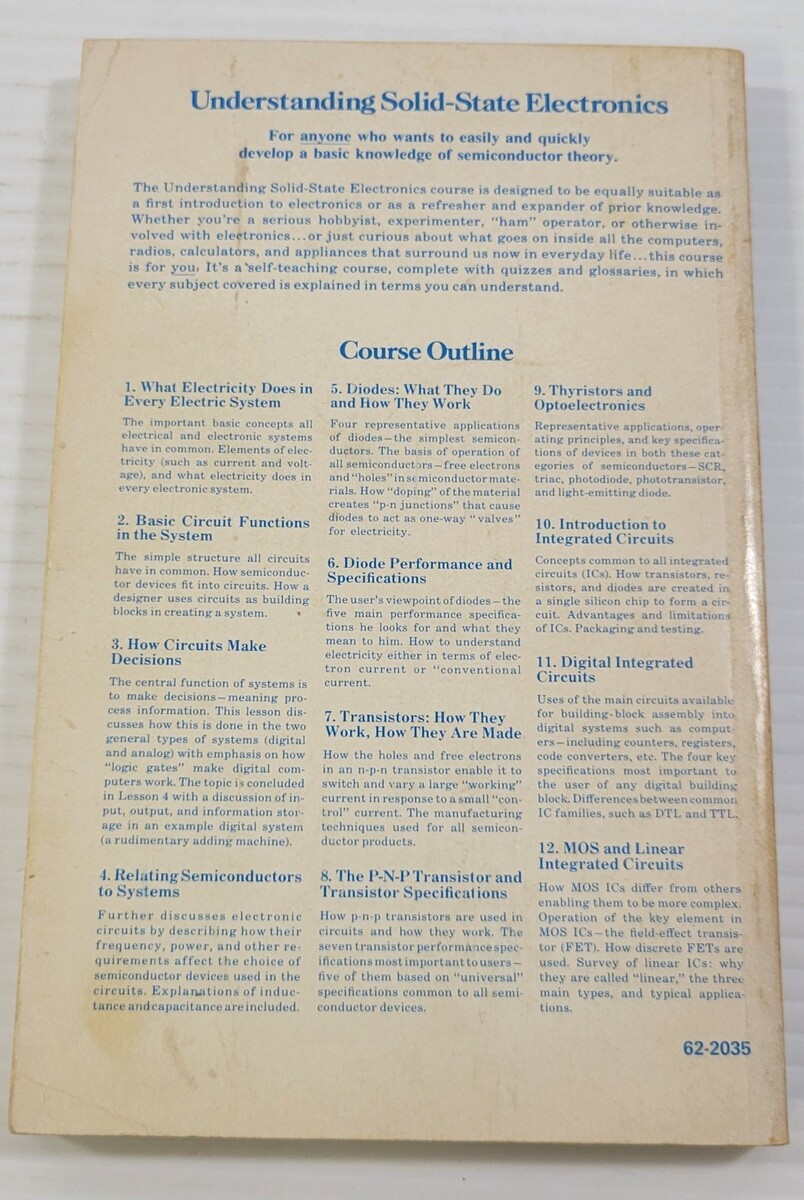 Understanding Solid-State Electronics
For anyone who wants to easily and quickly
develop a basic knowledge of semiconductor theory.
The Understanding Solid-State Electronics course is designed to be equally suitable as
a first introduction to electronics or as a refresher and expander of prior knowledge.
Whether you're a serious hobbyist, experimenter, "ham" operator, or otherwise in-
volved with electronics...or just curious about what goes on inside all the computers,
radios, calculators, and appliances that surround us now in everyday life...this course
is for you. It's a self-teaching course, complete with quizzes and glossaries, in which
every subject covered is explained in terms you can understand.
Course Outline
1. What Electricity Does in
Every Electric System
The important basic concepts all
electrical and electronic systems
have in common. Elements of elec-
tricity (such as current and volt-
age), and what electricity does in
every electronic system.
2. Basic Circuit Functions
in the System
The simple structure all circuits
have in common. How semiconduc-
tor devices fit into circuits. How a
designer uses circuits as building
blocks in creating a system.
3. How Circuits Make
Decisions
The central function of systems is
to make decisions—meaning pro-
cess information. This lesson dis-
cusses how this is done in the two
general types of systems (digital
and analog) with emphasis on how
"logic gates" make digital com-
puters work. The topic is concluded
in Lesson 4 with a discussion of in-
put, output, and information stor-
age in an example digital system
(a rudimentary adding machine).
4. Relating Semiconductors
to Systems
Further discusses electronic
circuits by describing how their
frequency, power, and other re-
quirements affect the choice of
semiconductor devices used in the
circuits. Explanations of induc-
tance and capacitance are included.
5. Diodes: What They Do
and How They Work
Four representative applications
of diodes—the simplest semicon-
ductors. The basis of operation of
all semiconductors—free electrons
and "holes" in semiconductor mate-
rials. How "doping" of the material
creates "p-n junctions" that cause
diodes to act as one-way "valves"
for electricity.
6. Diode Performance and
Specifications
The user's viewpoint of diodes—the
five main performance specifica-
tions he looks for and what they
mean to him. How to understand
electricity either in terms of elec-
tron current or "conventional
current.
7. Transistors: How They
Work, How They Are Made
How the holes and free electrons
in an n-p-n transistor enable it to
switch and vary a large "working"
current in response to a small "con-
trol" current. The manufacturing
techniques used for all semicon-
ductor products.
8. The P-N-P Transistor and
Transistor Specifications
How p-n-p transistors are used in
circuits and how they work. The
seven transistor performance spec-
ifications most important to users—
five of them based on "universal"
specifications common to all semi-
conductor devices.
9. Thyristors and
Optoelectronics
Representative applications, oper-
ating principles, and key specifica-
tions of devices in both these cat-
egories of semiconductors—SCR,
triac, photodiode, phototransistor,
and light-emitting diode.
10. Introduction to
Integrated Circuits
Concepts common to all integrated
circuits (ICs). How transistors, re-
sistors, and diodes are created in
a single silicon chip to form a cir-
cuit. Advantages and limitations
of ICs. Packaging and testing.
11. Digital Integrated
Circuits
Uses of the main circuits available
for building-block assembly into
digital systems such as comput-
ers—including counters, registers,
code converters, etc. The four key
specifications most important to
the user of any digital building
block. Differences between common
IC families, such as DTL and TTL.
12. MOS and Linear
Integrated Circuits
How MOS ICs differ from others
enabling them to be more complex.
Operation of the key element in
MOS ICs—the field-effect transis-
tor (FET). How discrete FETs are
used. Survey of linear ICs: why
they are called "linear," the three
main types, and typical applica-
tions.
62-2035